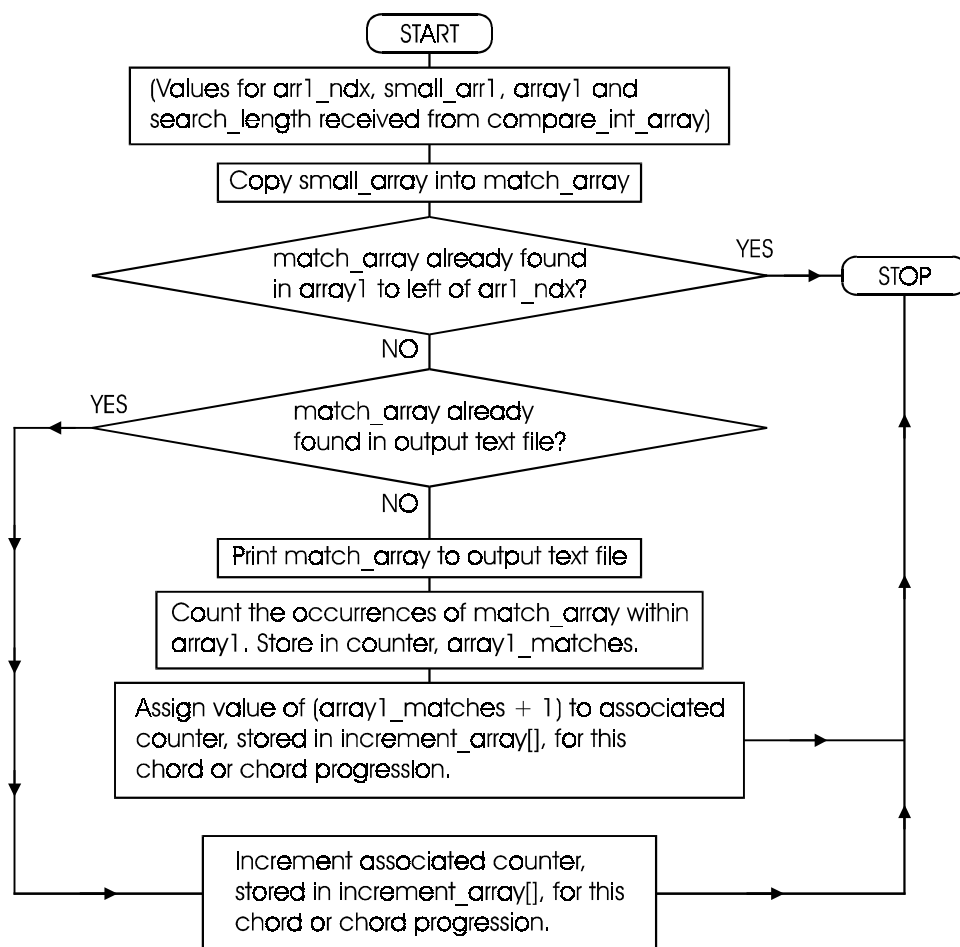 START
(Values for arr1_ndx, small_arr1, array1 and
search_length received from compare_int_array)
Copy small_array into match_array
match_array already found
in array1 to left of arr1_ndx?
YES
STOP
NO
YES
match_array already
found in output text file?
NO
Print match_array to output text file
Count the occurrences of match_array within
array1. Store in counter, array1_matches.
Assign value of (array1_matches + 1) to associated
counter, stored in increment_array[], for this
chord or chord progression.
Increment associated counter,
stored in increment_array[], for this
chord or chord progression.